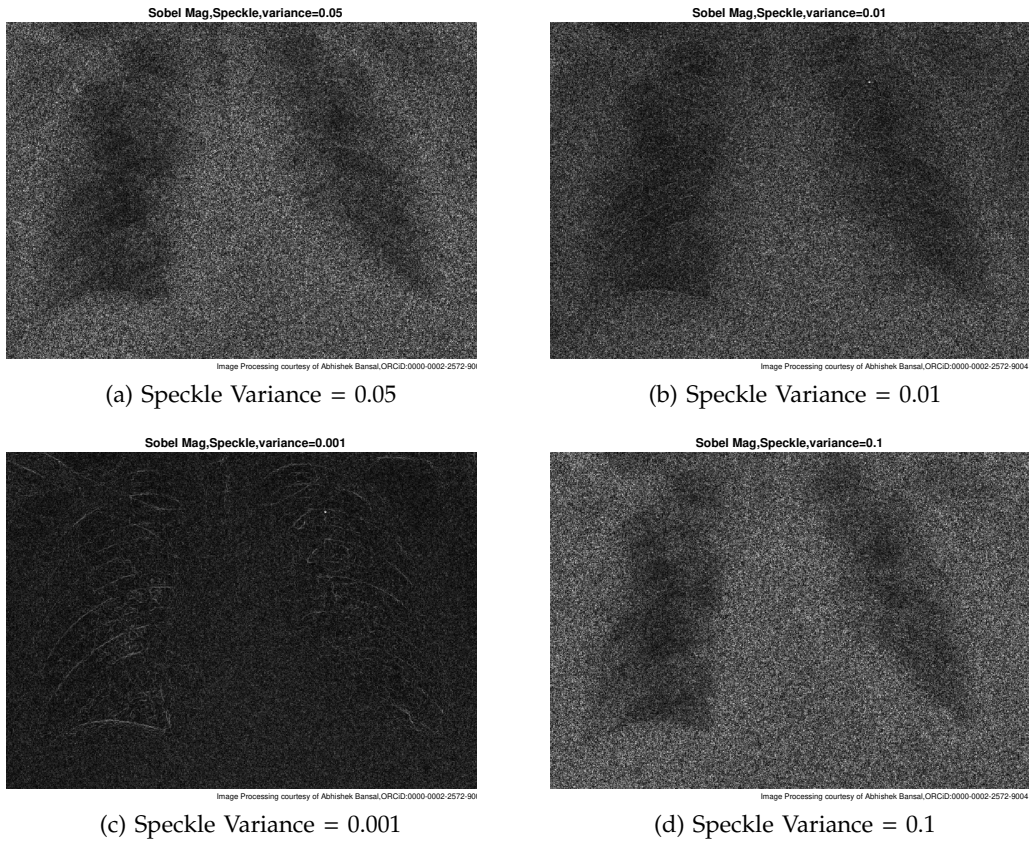 Sobel Mag,Speckle,variance=0.05
Image Processing courtesy of Abhishek Bansal,ORCiD:0000-0002-2572-90
(a) Speckle Variance = 0.05
Sobel Mag,Speckle,variance=0.01
Image Processing courtesy of Abhishek Bansal,ORCiD:0000-0002-2572-9004
(b) Speckle Variance = 0.01
Sobel Mag,Speckle,variance=0.001
Image Processing courtesy of Abhishek Bansal,ORCiD:0000-0002-2572-90
(c) Speckle Variance = 0.001
Sobel Mag,Speckle,variance=0.1
Image Processing courtesy of Abhishek Bansal,ORCiD:0000-0002-2572-9004
(d) Speckle Variance = 0.1